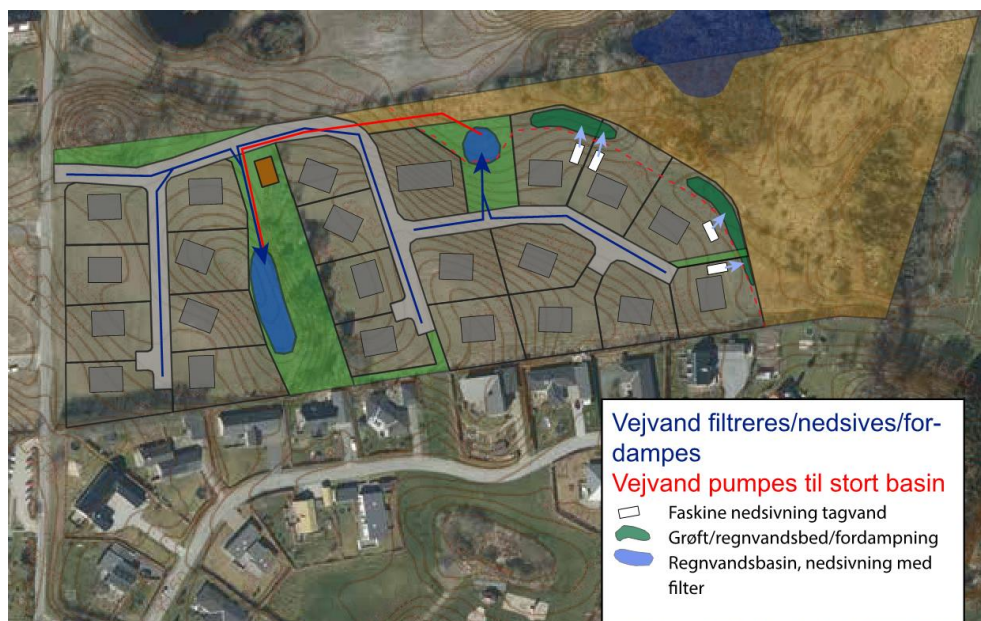 Vejvand filtreres/nedsives/for-
dampes
Vejvand pumpes til stort basin
Faskine nedsivning tagvand
Grøft/regnvandsbed/fordampning
Regnvandsbasin, nedsivning med
filter